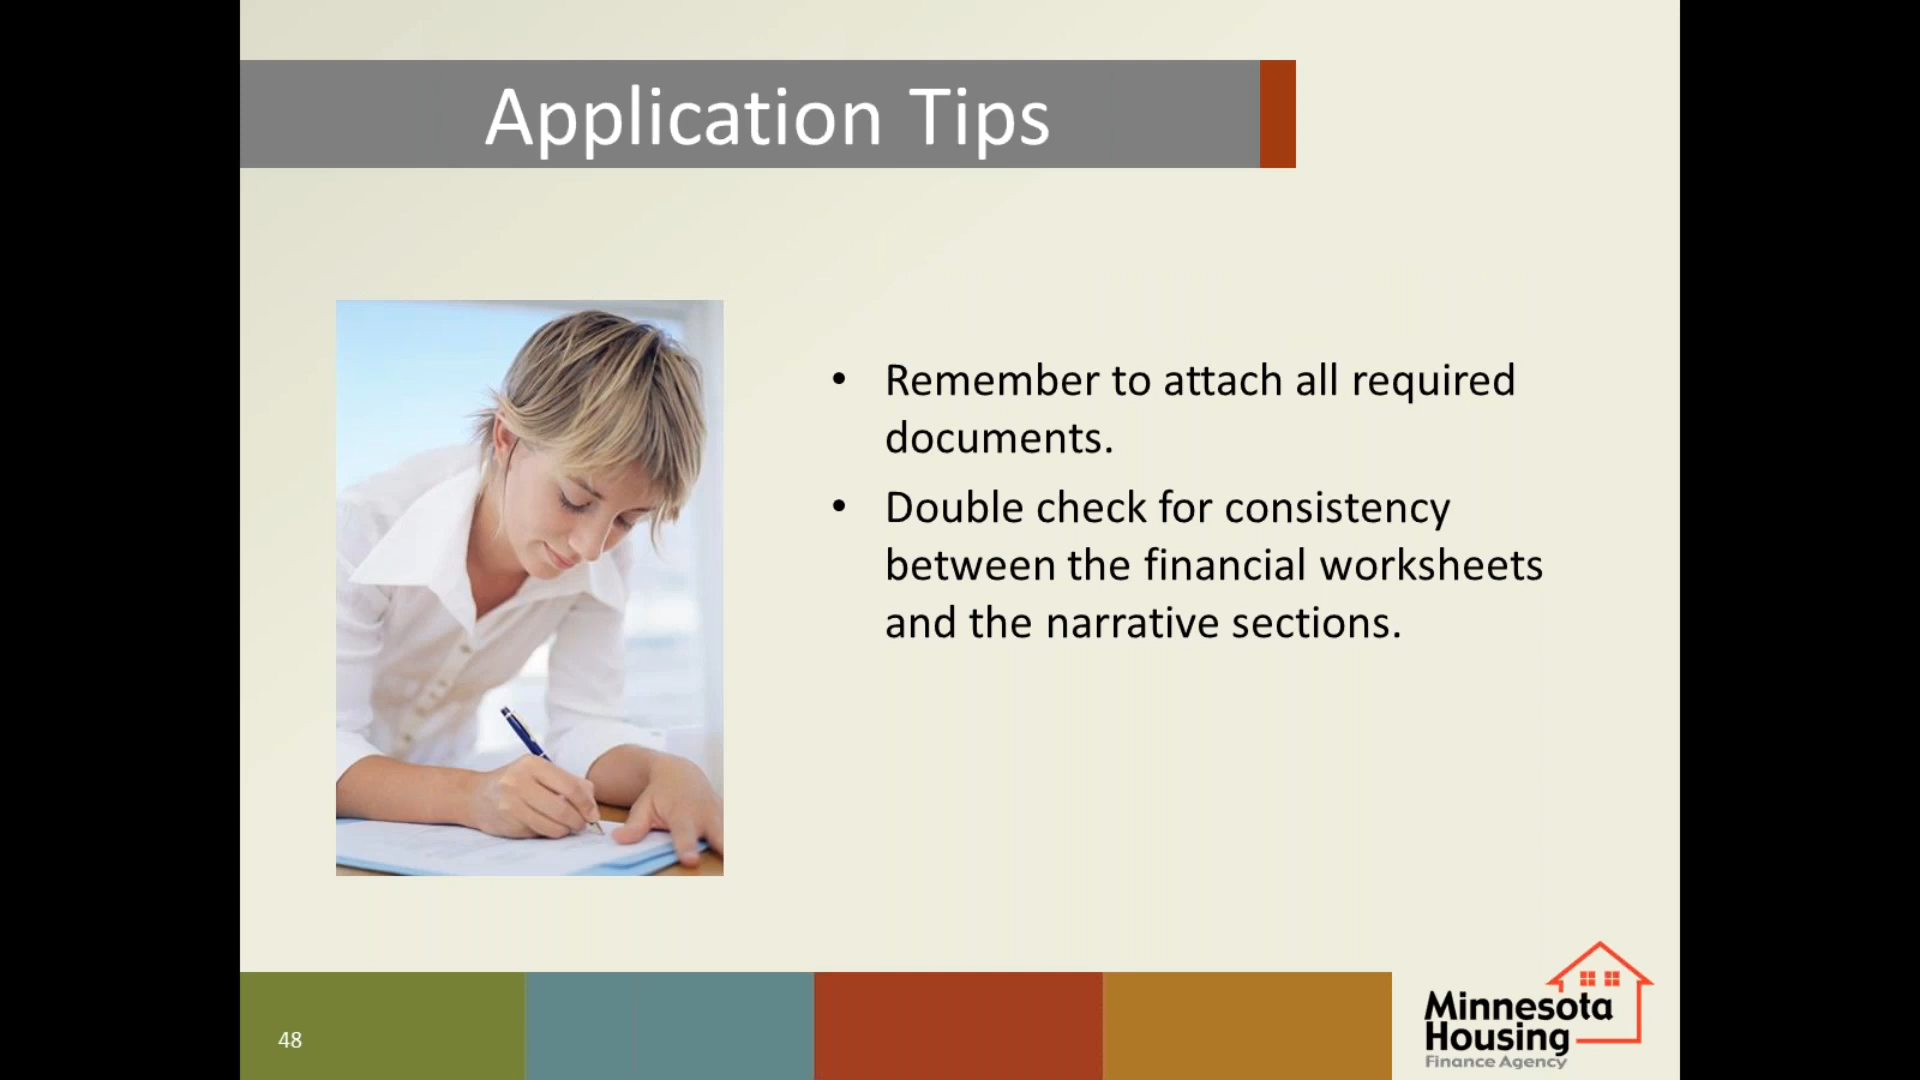 Application Tips
• Remember to attach all required
documents.
• Double check for consistency
between the financial worksheets
and the narrative sections.
48
Minnesota
Housing
Finance Agency